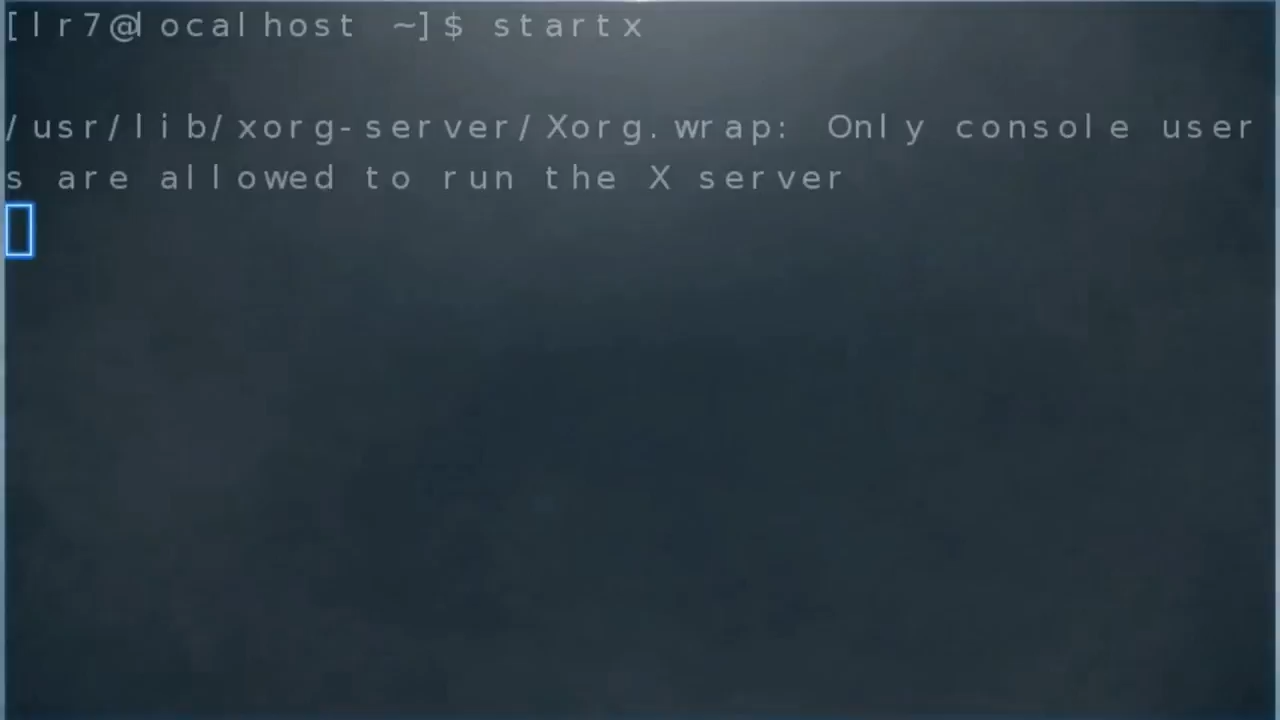 [lr7@localhost ~]$ startx

/usr/lib/xorg-server/Xorg.wrap: Only console user
s are allowed to run the X server